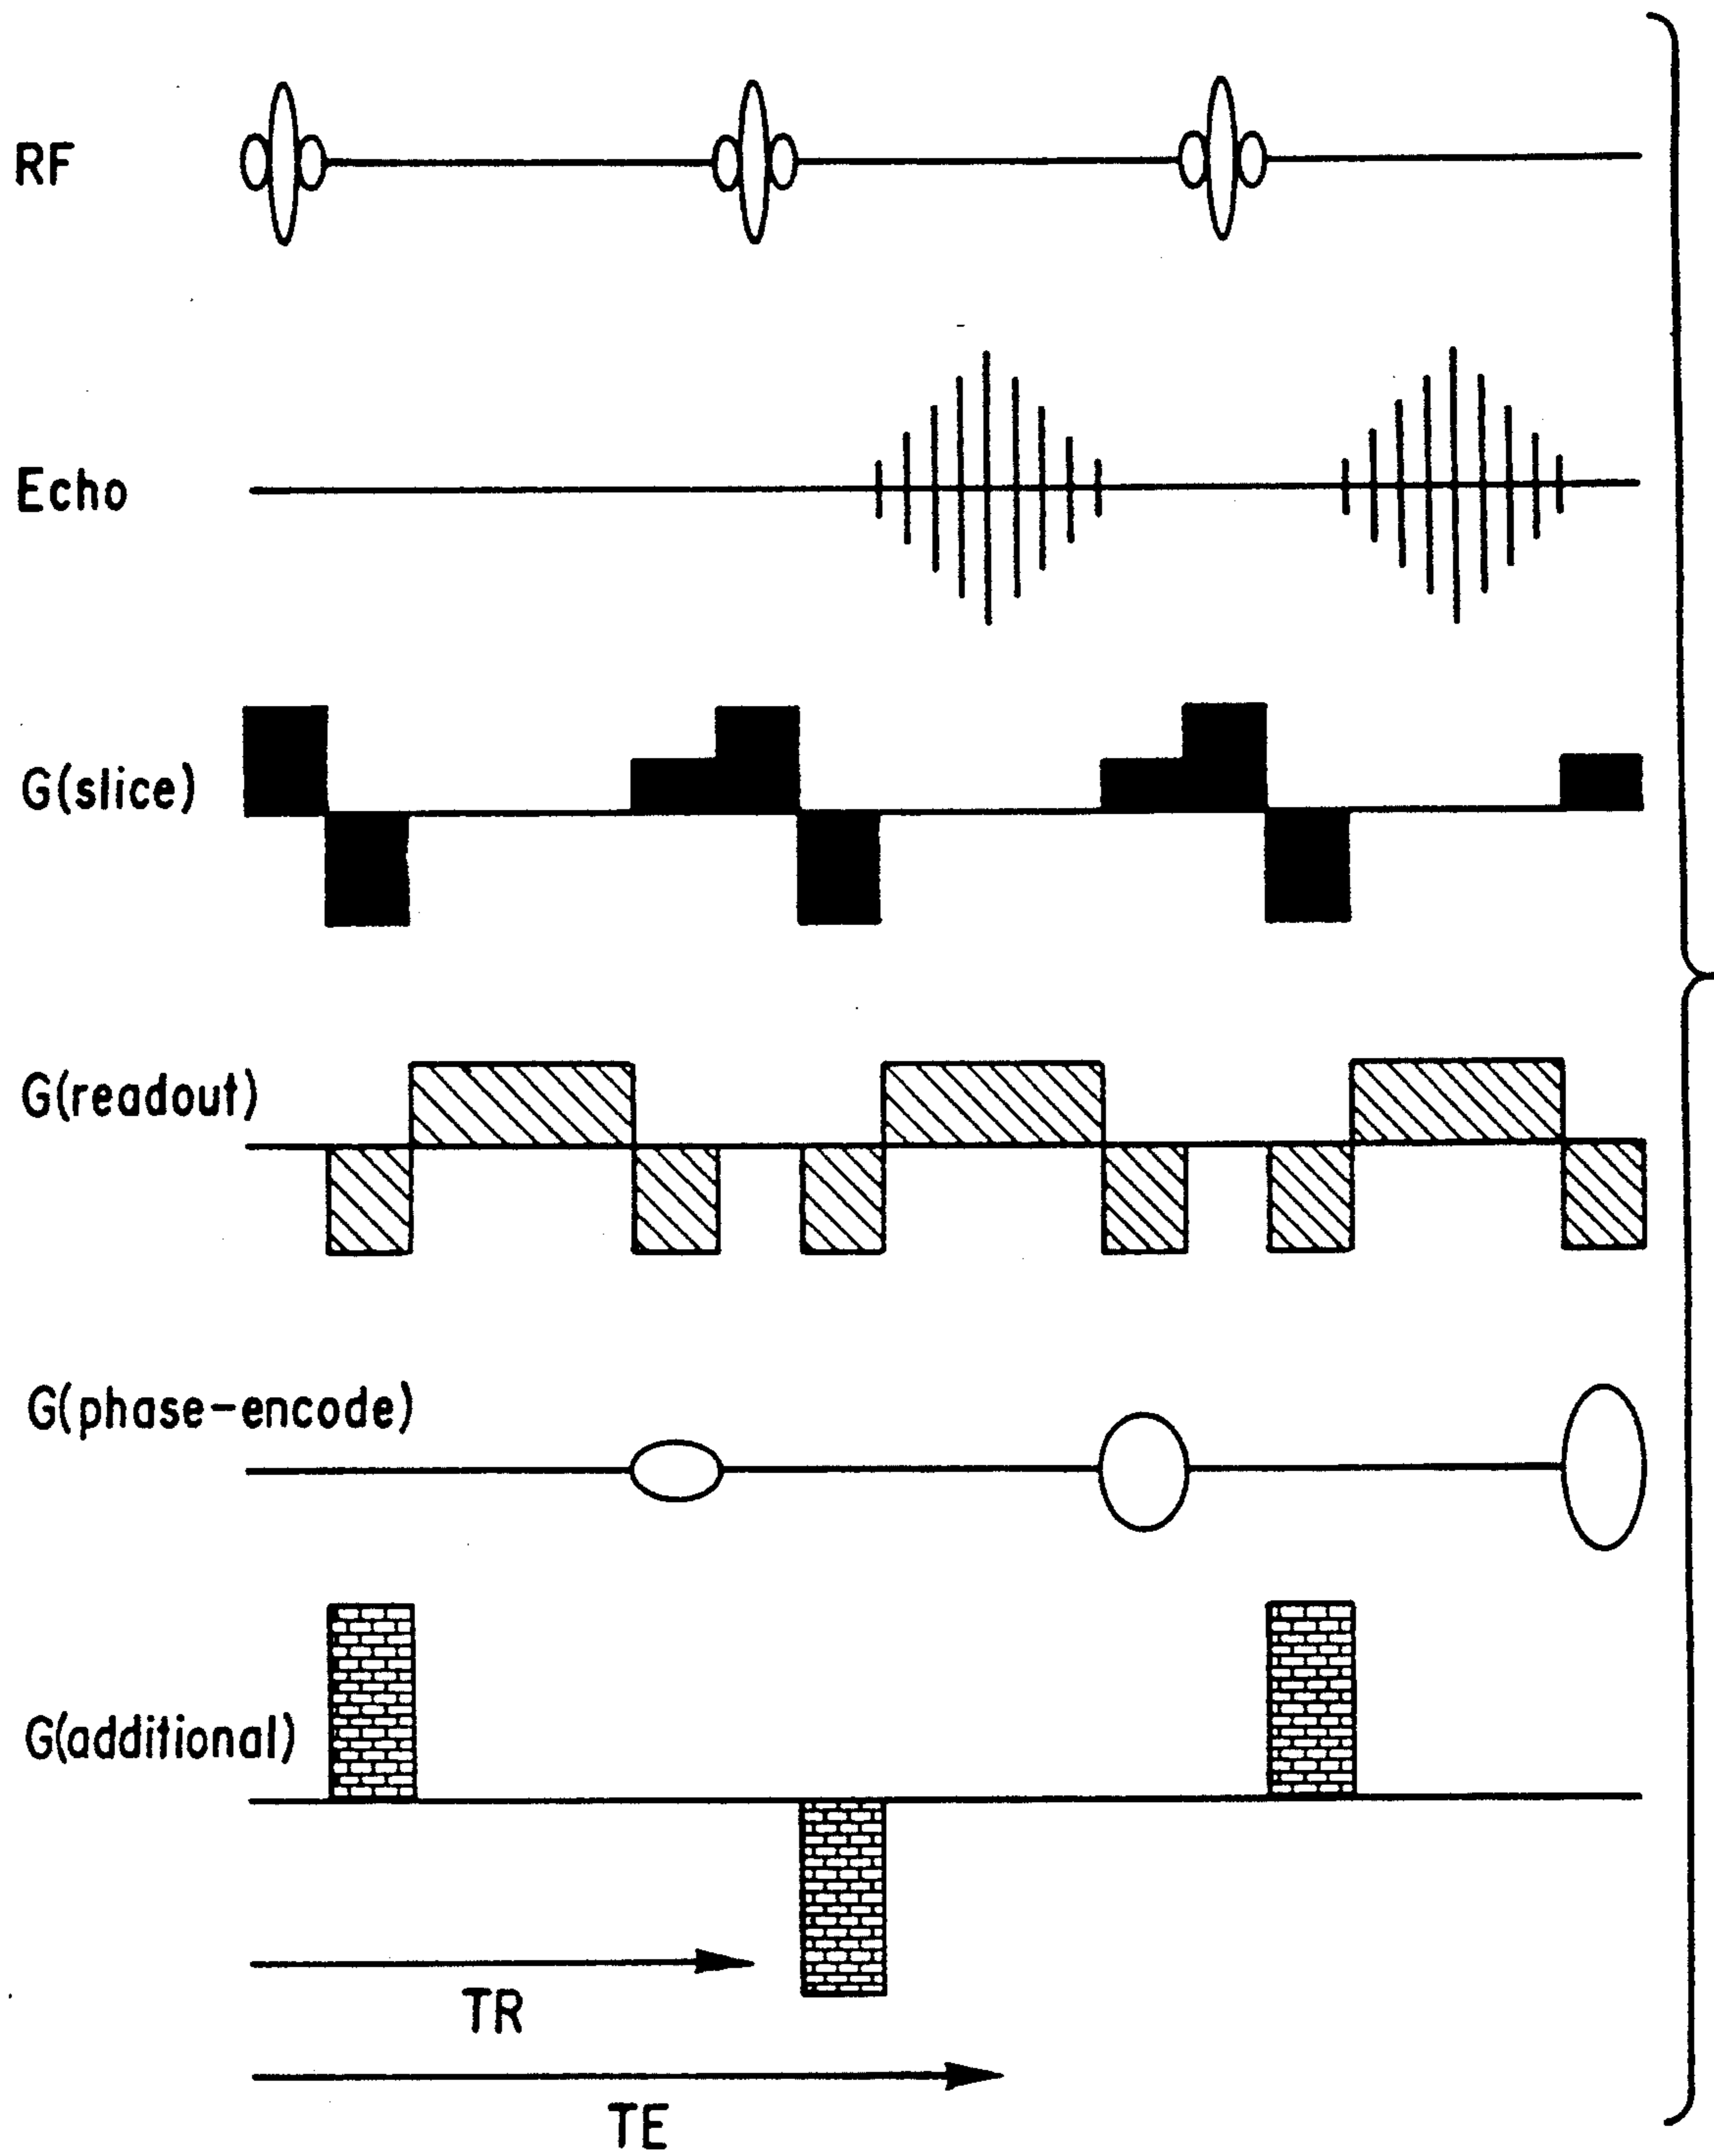 RF
Echo
G(slice)
G(readout)
G(phase-encode)
G(additional)
TR
TE